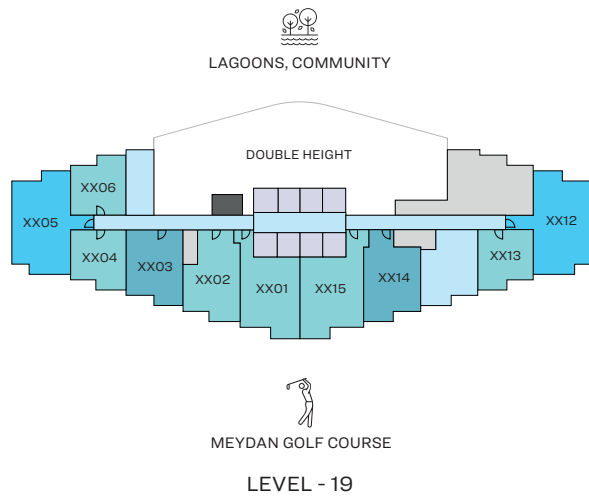 LAGOONS, COMMUNITY
DOUBLE HEIGHT
XX06
XX05
XX12
XX04
XX03
XX02
XX01
XX15
XX14
XX13
MEYDAN GOLF COURSE
LEVEL - 19